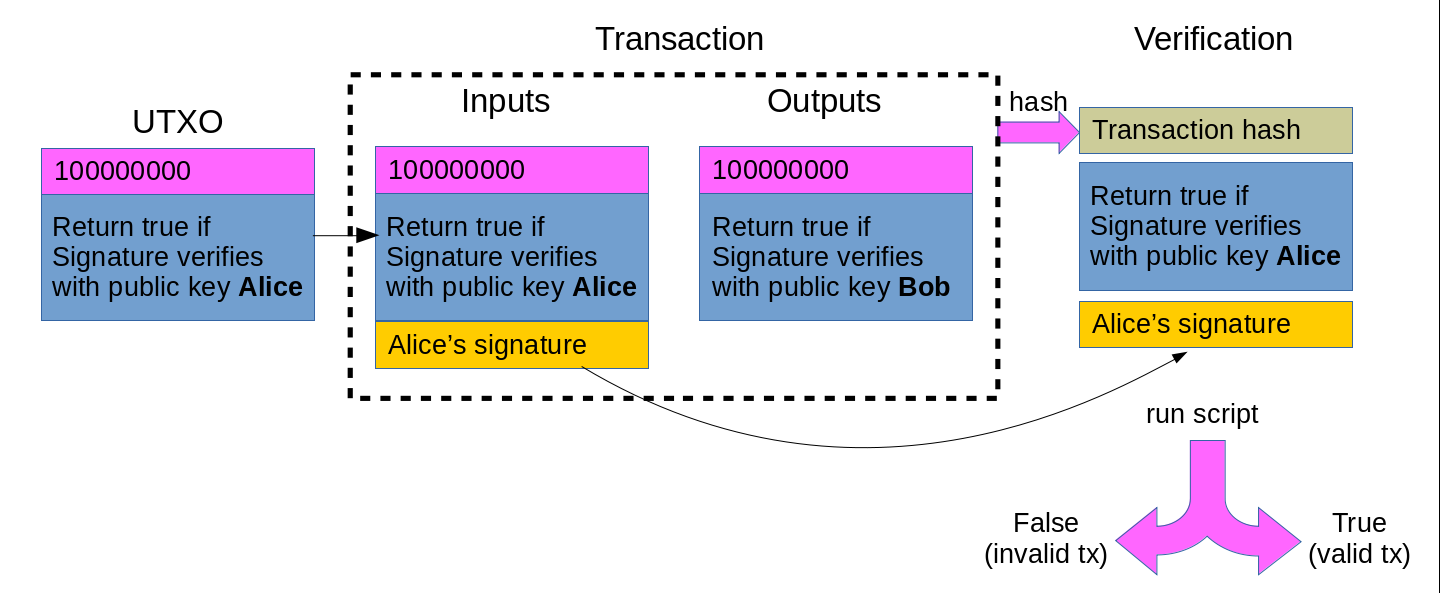 Transaction
Verification
UTXO
Inputs
Outputs
hash
100000000
Return true if
Signature verifies
with public key Alice
100000000
Return true if
Signature verifies
with public key Alice
Alice’s signature
100000000
Return true if
Signature verifies
with public key Bob
Transaction hash
Return true if
Signature verifies
with public key Alice
Alice’s signature
run script
False
(invalid tx)
True
(valid tx)